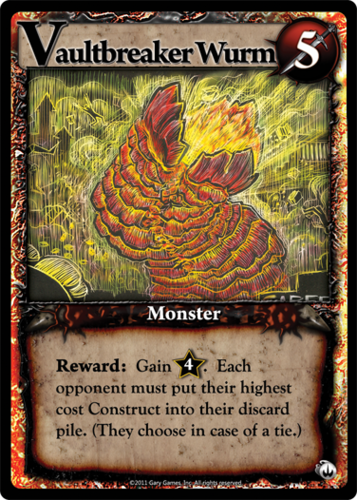 Vaultbreaker Wurm 5
Monster
Reward: Gain 4. Each
opponent must put their highest
cost Construct into their discard
pile. (They choose in case of a tie.)
©2011 Gary Games, Inc. All rights reserved.